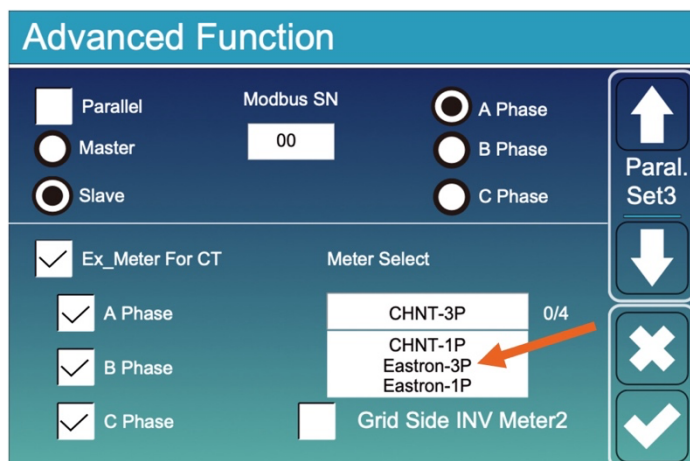 Advanced Function
Parallel
Modbus SN
A Phase
Master
00
B Phase
Slave
C Phase
Paral.
Set3
Ex_Meter For CT
Meter Select
A Phase
CHNT-3P
0/4
CHNT-1P
B Phase
Eastron-3P
Eastron-1P
C Phase
Grid Side INV Meter2